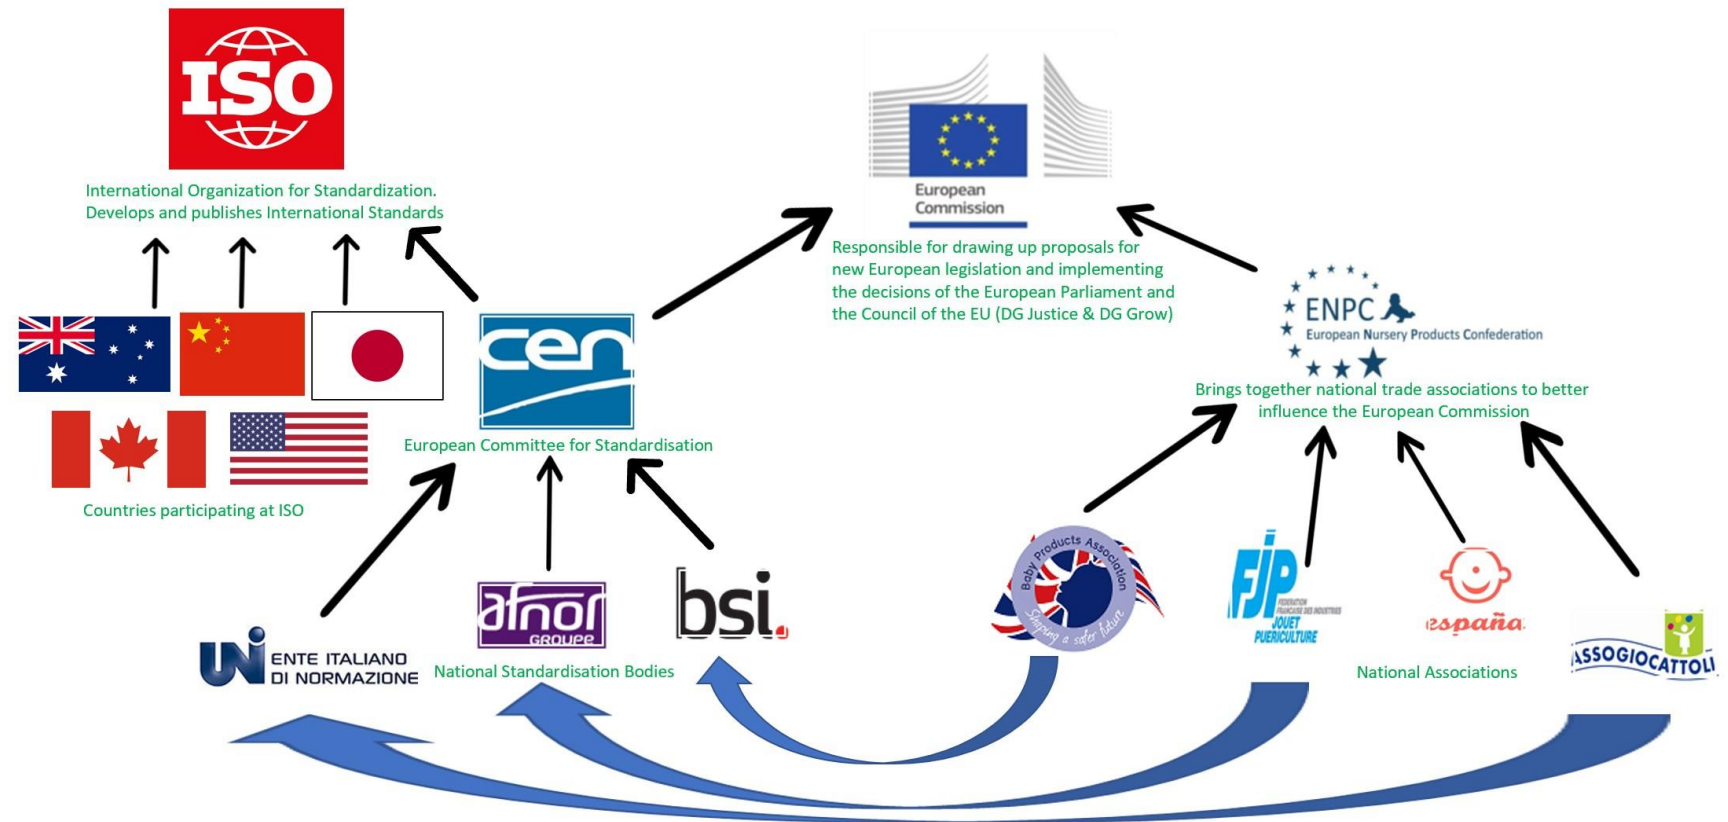 ISO
International Organization for Standardization.
Develops and publishes International Standards
European
Commission
Responsible for drawing up proposals for
new European legislation and implementing
the decisions of the European Parliament and
the Council of the EU (DG Justice & DG Grow)
ENPC
European Nursery Products Confederation
Brings together national trade associations to better
influence the European Commission
cen
European Committee for Standardisation
Countries participating at ISO
UNI
ENTE ITALIANO
DI NORMAZIONE
afnor
GROUPE
National Standardisation Bodies
bsi.
Baby Products Association
Shaping a safer future
FJP
FEDERATION
FRANCAISE DES INDUSTRIES
JOUET
PUERICULTURE
españa
National Associations
ASSOGIOCATTOLI